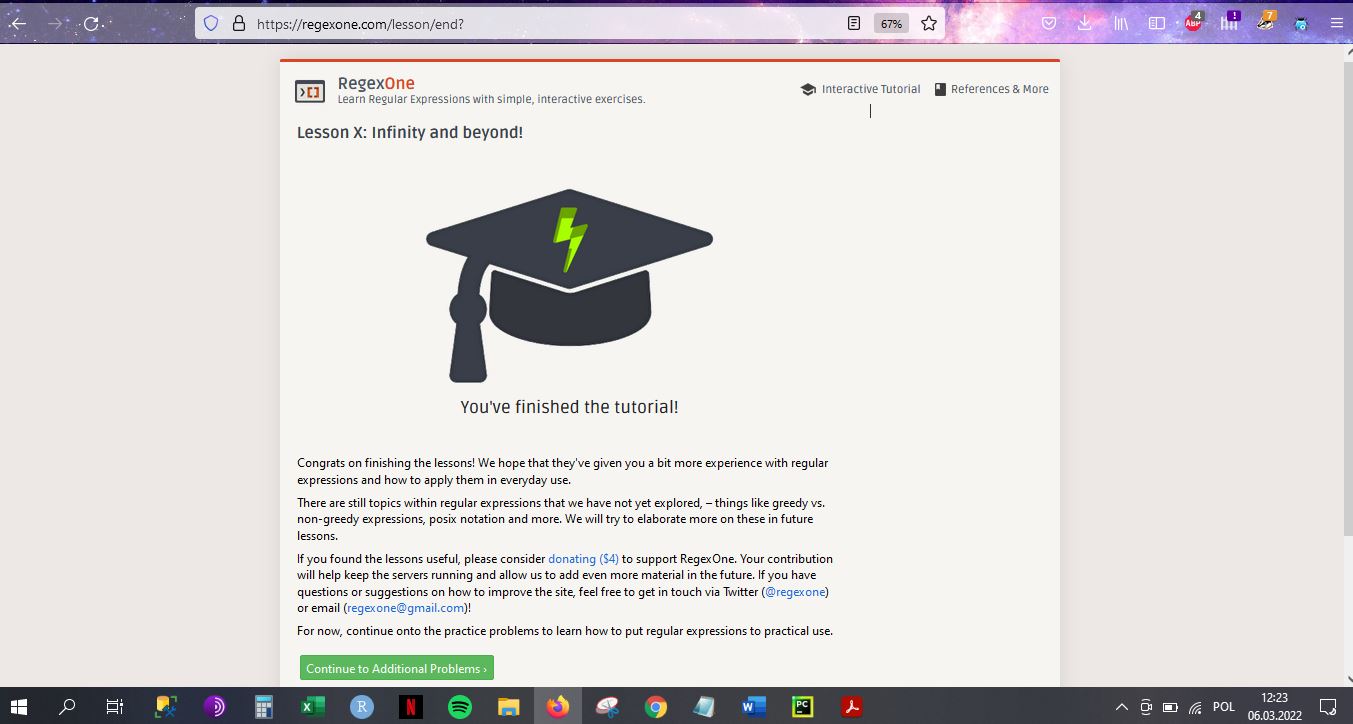 https://regexone.com/lesson/end?
67%
ABP
4
1
7
RegexOne
Learn Regular Expressions with simple, interactive exercises.
Interactive Tutorial
References & More
Lesson X: Infinity and beyond!
You've finished the tutorial!
Congrats on finishing the lessons! We hope that they've given you a bit more experience with regular
expressions and how to apply them in everyday use.
There are still topics within regular expressions that we have not yet explored, – things like greedy vs.
non-greedy expressions, posix notation and more. We will try to elaborate more on these in future
lessons.
If you found the lessons useful, please consider donating ($4) to support RegexOne. Your contribution
will help keep the servers running and allow us to add even more material in the future. If you have
questions or suggestions on how to improve the site, feel free to get in touch via Twitter (@regexone)
or email (regexone@gmail.com)!
For now, continue onto the practice problems to learn how to put regular expressions to practical use.
Continue to Additional Problems ›
R
N
W
PC
POL
12:23
06.03.2022